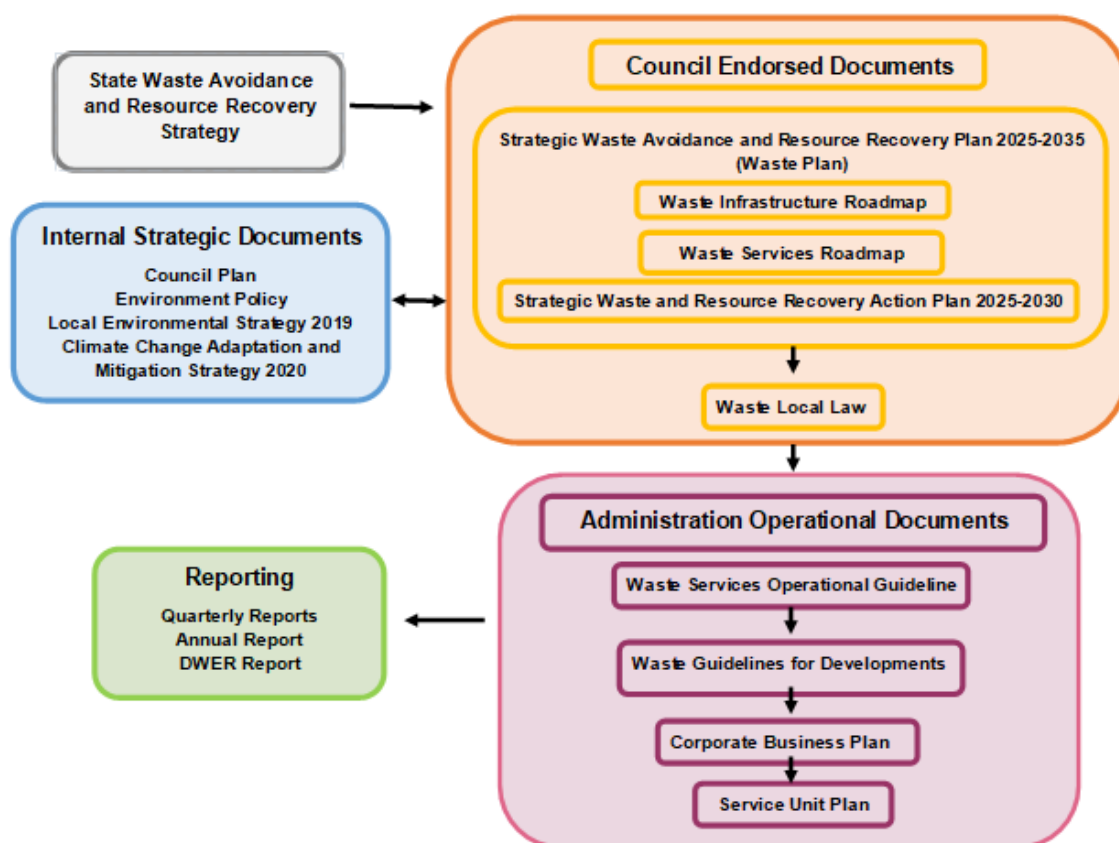 State Waste Avoidance
and Resource Recovery
Strategy
Council Endorsed Documents
Strategic Waste Avoidance and Resource Recovery Plan 2025-2035
(Waste Plan)
Waste Infrastructure Roadmap
Waste Services Roadmap
Strategic Waste and Resource Recovery Action Plan 2025-2030
Waste Local Law
Internal Strategic Documents
Council Plan
Environment Policy
Local Environmental Strategy 2019
Climate Change Adaptation and
Mitigation Strategy 2020
Administration Operational Documents
Waste Services Operational Guideline
Waste Guidelines for Developments
Corporate Business Plan
Service Unit Plan
Reporting
Quarterly Reports
Annual Report
DWER Report